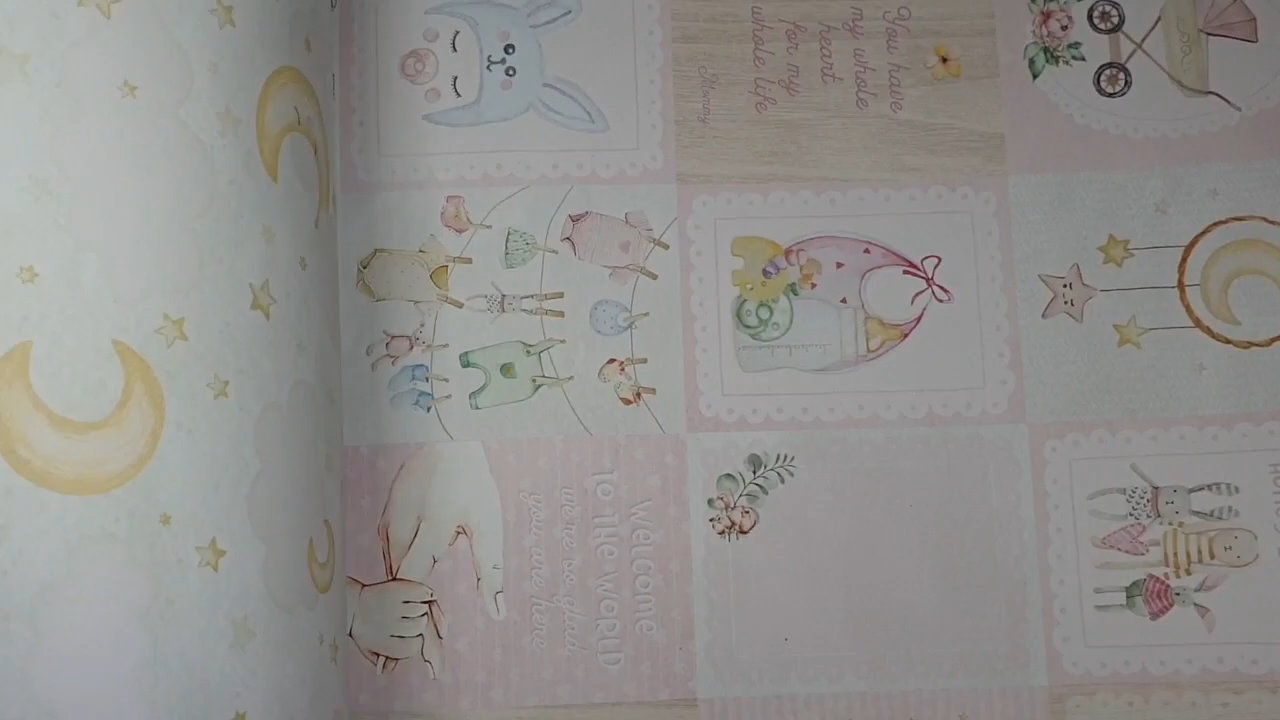 You have
my whole
heart
for my
whole life
Mommy
WELCOME
TO THE WORLD
we're so glad
you are here